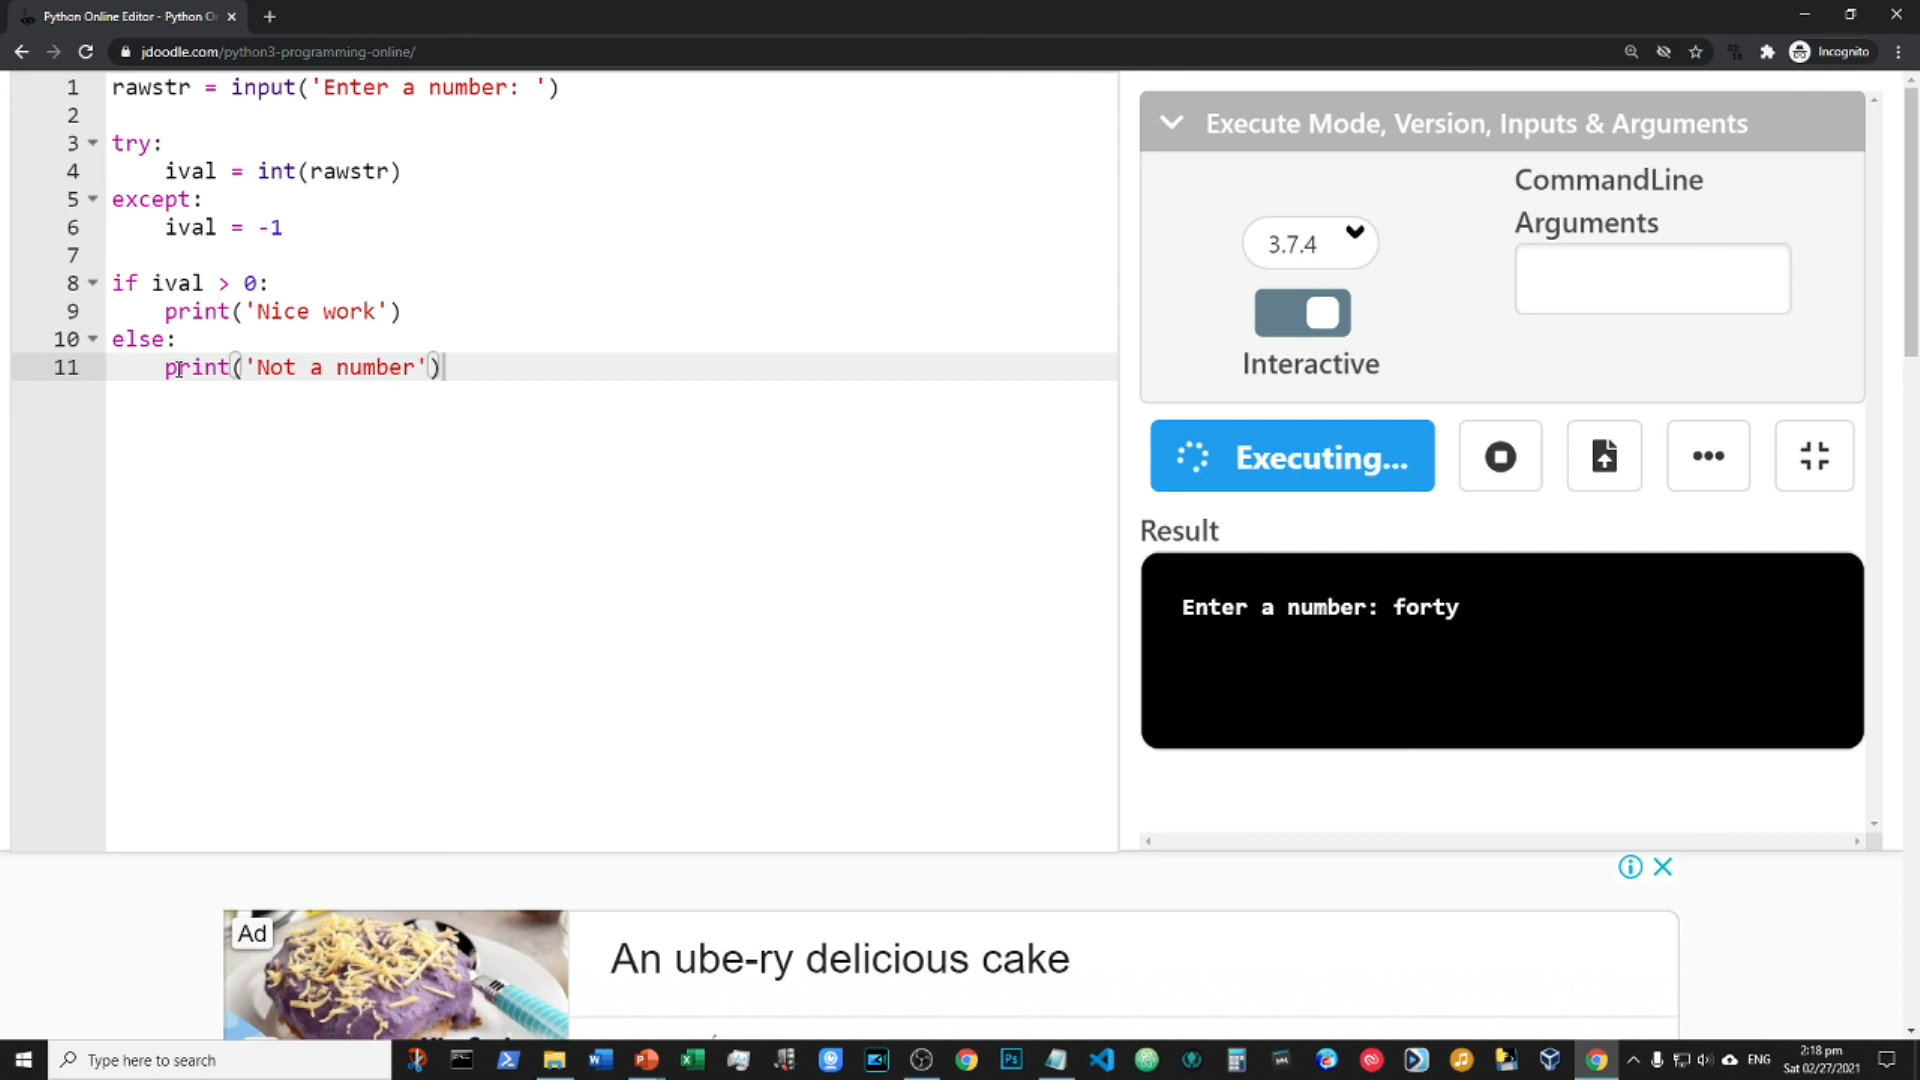 Python Online Editor - Python Or
jdoodle.com/python3-programming-online/
Incognito
1 rawstr = input('Enter a number: ')
2
3 try:
4 ival = int(rawstr)
5 except:
6 ival = -1
7
8 if ival > 0:
9 print('Nice work')
10 else:
11 print('Not a number')
Execute Mode, Version, Inputs & Arguments
CommandLine
Arguments
3.7.4
Interactive
Executing...
Result
Enter a number: forty
Ad
An ube-ry delicious cake
Type here to search
ENG
2:18 pm
Sat 02/27/2021